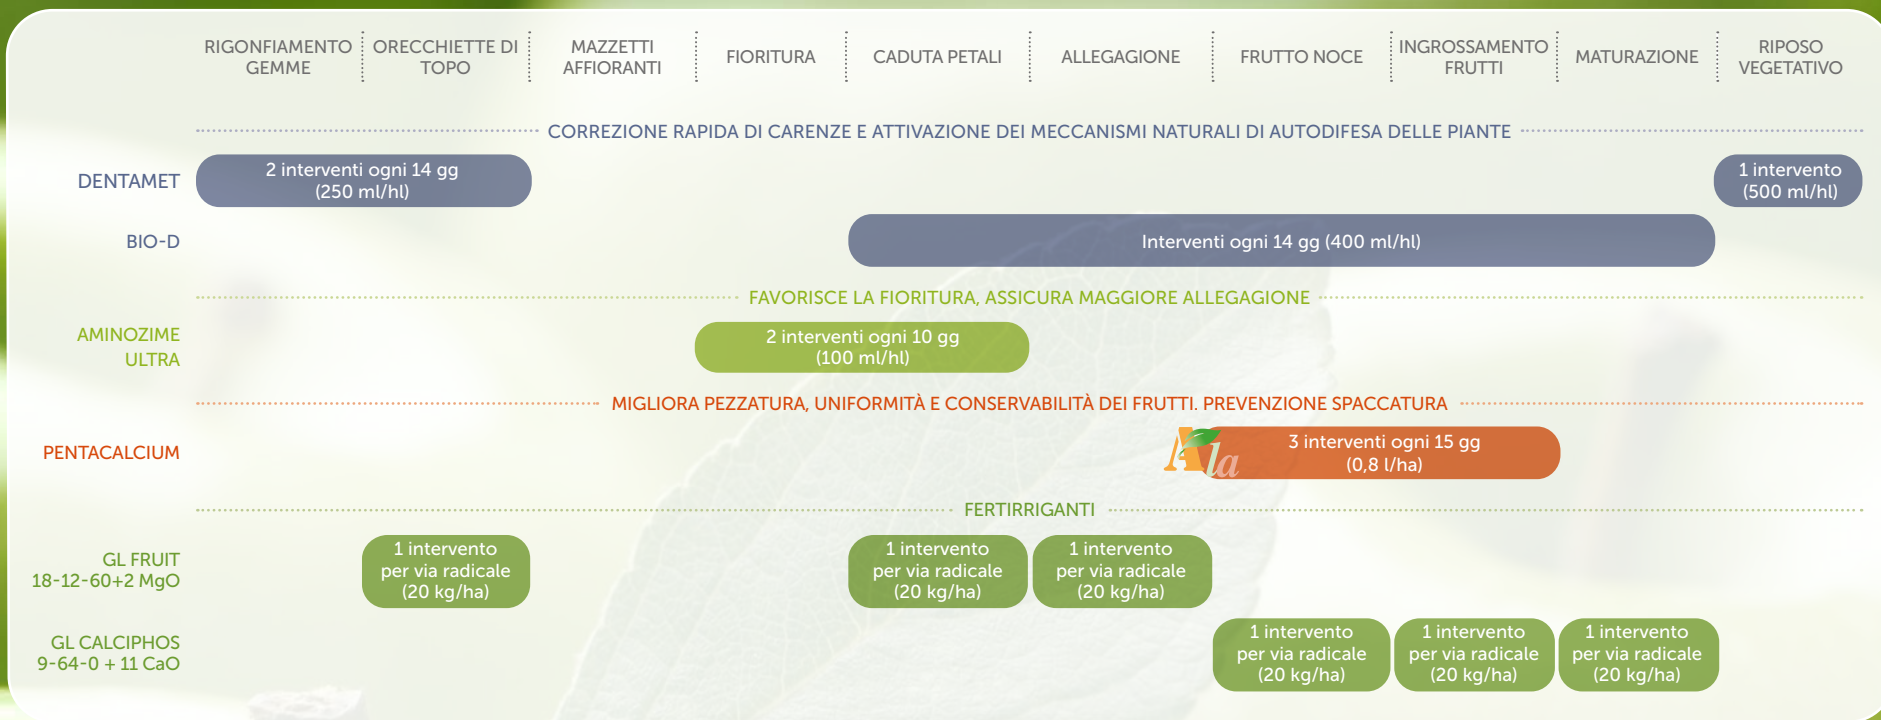 RIGONFIAMENTO
GEMME
ORECCHIETTE DI
TOPO
MAZZETTI
AFFIORANTI
FIORITURA
CADUTA PETALI
ALLEGAGIONE
FRUTTO NOCE
INGROSSAMENTO
FRUTTI
MATURAZIONE
RIPOSO
VEGETATIVO
CORREZIONE RAPIDA DI CARENZE E ATTIVAZIONE DEI MECCANISMI NATURALI DI AUTODIFESA DELLE PIANTE
DENTAMET
2 interventi ogni 14 gg
(250 ml/hl)
1 intervento
(500 ml/hl)
BIO-D
Interventi ogni 14 gg (400 ml/hl)
FAVORISCE LA FIORITURA, ASSICURA MAGGIORE ALLEGAGIONE
AMINOZIME
ULTRA
2 interventi ogni 10 gg
(100 ml/hl)
MIGLIORA PEZZATURA, UNIFORMITÀ E CONSERVABILITÀ DEI FRUTTI. PREVENZIONE SPACCATURA
PENTACALCIUM
Ala
3 interventi ogni 15 gg
(0,8 l/ha)
FERTIRRIGANTI
GL FRUIT
18-12-60+2 MgO
1 intervento
per via radicale
(20 kg/ha)
1 intervento
per via radicale
(20 kg/ha)
1 intervento
per via radicale
(20 kg/ha)
GL CALCIPHOS
9-64-0 + 11 CaO
1 intervento
per via radicale
(20 kg/ha)
1 intervento
per via radicale
(20 kg/ha)
1 intervento
per via radicale
(20 kg/ha)